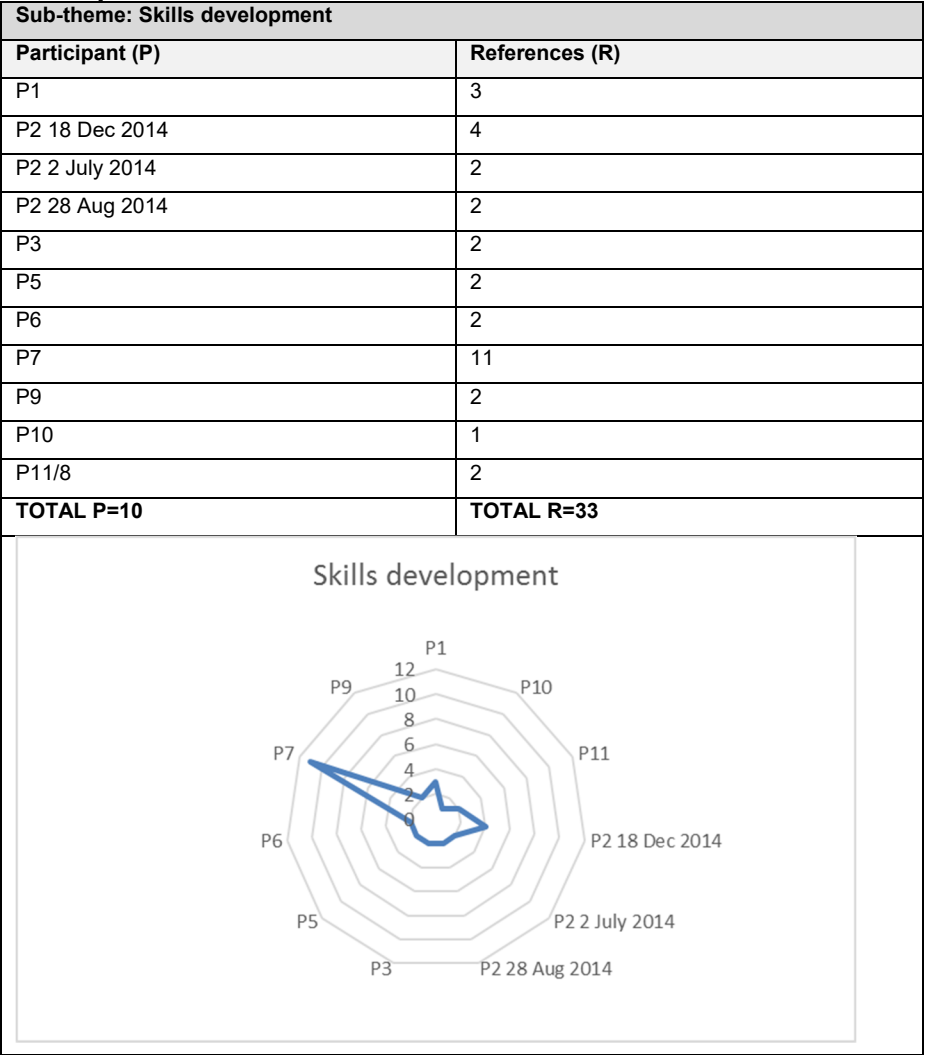 Sub-theme: Skills development
Participant (P) References (R)
P1 3
P2 18 Dec 2014 4
P2 2 July 2014 2
P2 28 Aug 2014 2
P3 2
P5 2
P6 2
P7 11
P9 2
P10 1
P11/8 2
TOTAL P=10 TOTAL R=33
Skills development
P1
12
P9 P10
10
8
6
P7 P11
4
2
0
P6 P2 18 Dec 2014
P5 P2 2 July 2014
P3 P2 28 Aug 2014